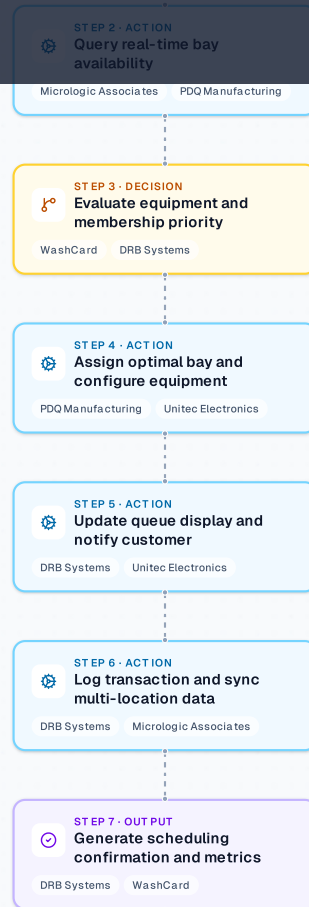 STEP 2 · ACTION
Query real-time bay
availability
Micrologic Associates PDQ Manufacturing
STEP 3 · DECISION
Evaluate equipment and
membership priority
WashCard DRB Systems
STEP 4 · ACTION
Assign optimal bay and
configure equipment
PDQ Manufacturing Unitec Electronics
STEP 5 · ACTION
Update queue display and
notify customer
DRB Systems Unitec Electronics
STEP 6 · ACTION
Log transaction and sync
multi-location data
DRB Systems Micrologic Associates
STEP 7 · OUTPUT
Generate scheduling
confirmation and metrics
DRB Systems WashCard